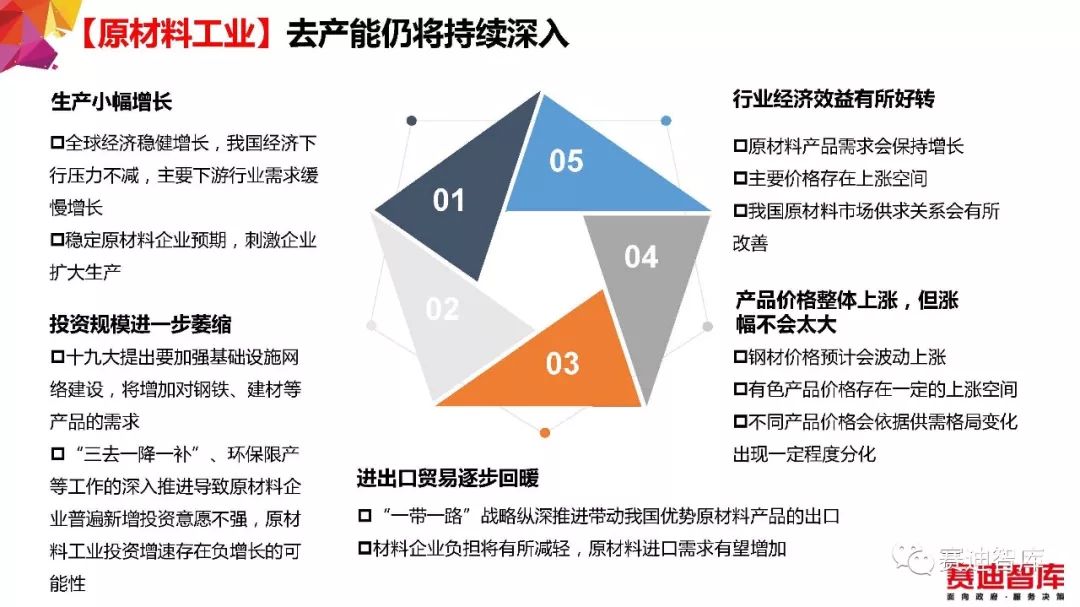 【原材料工业】去产能仍将持续深入
生产小幅增长
全球经济稳健增长，我国经济下
行压力不减，主要下游行业需求缓
慢增长
稳定原材料企业预期，刺激企业
扩大生产
投资规模进一步萎缩
十九大提出要加强基础设施网
络建设，将增加对钢铁、建材等
产品的需求
“三去一降一补”、环保限产
等工作的深入推进导致原材料企
业普遍新增投资意愿不强，原材
料工业投资增速存在负增长的可
能性
01
02
03
04
05
进出口贸易逐步回暖
“一带一路”战略纵深推进带动我国优势原材料产品的出口
材料企业负担将有所减轻，原材料进口需求有望增加
行业经济效益有所好转
原材料产品需求会保持增长
主要价格存在上涨空间
我国原材料市场供求关系会有所
改善
产品价格整体上涨，但涨
幅不会太大
钢材价格预计会波动上涨
有色产品价格存在一定的上涨空间
不同产品价格会依据供需格局变化
出现一定程度分化
赛迪智库
赛迪智库
面向政府·服务决策